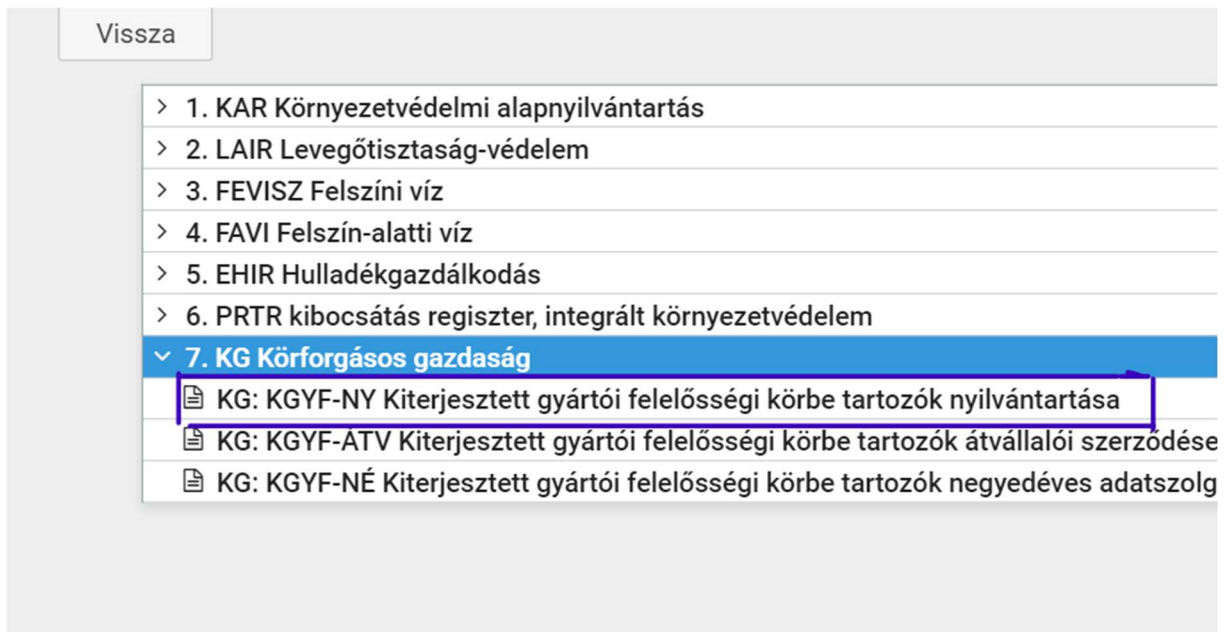 Vissza
1. KAR Környezetvédelmi alapnyilvántartás
2. LAIR Levegőtisztaság-védelem
3. FEVISZ Felszíni víz
4. FAVI Felszín-alatti víz
5. EHIR Hulladékgazdálkodás
6. PRTR kibocsátás regiszter, integrált környezetvédelem
7. KG Körforgásos gazdaság
KG: KGYF-NY Kiterjesztett gyártói felelősségi körbe tartozók nyilvántartása
KG: KGYF-ÁTV Kiterjesztett gyártói felelősségi körbe tartozók átvállalói szerződése
KG: KGYF-NÉ Kiterjesztett gyártói felelősségi körbe tartozók negyedéves adatszolg